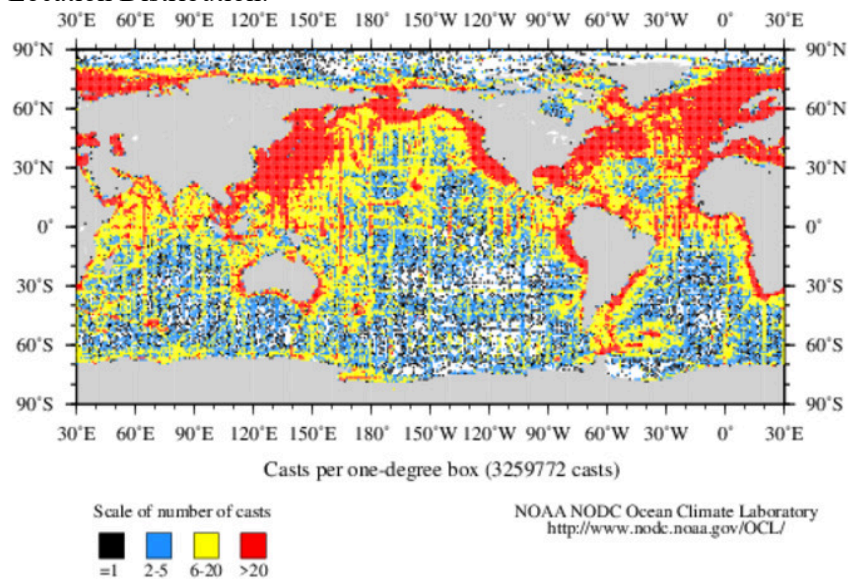 Location Distribution.
30˚E 60˚E 90˚E 120˚E 150˚E 180˚ 150˚W 120˚W 90˚W 60˚W 30˚W 0˚ 30˚E
90˚N 90˚N
60˚N 60˚N
30˚N 30˚N
0˚ 0˚
30˚S 30˚S
60˚S 60˚S
90˚S 90˚S
30˚E 60˚E 90˚E 120˚E 150˚E 180˚ 150˚W 120˚W 90˚W 60˚W 30˚W 0˚ 30˚E
Casts per one-degree box (3259772 casts)
Scale of number of casts
=1 2-5 6-20 >20
NOAA NODC Ocean Climate Laboratory
http://www.nodc.noaa.gov/OCL/